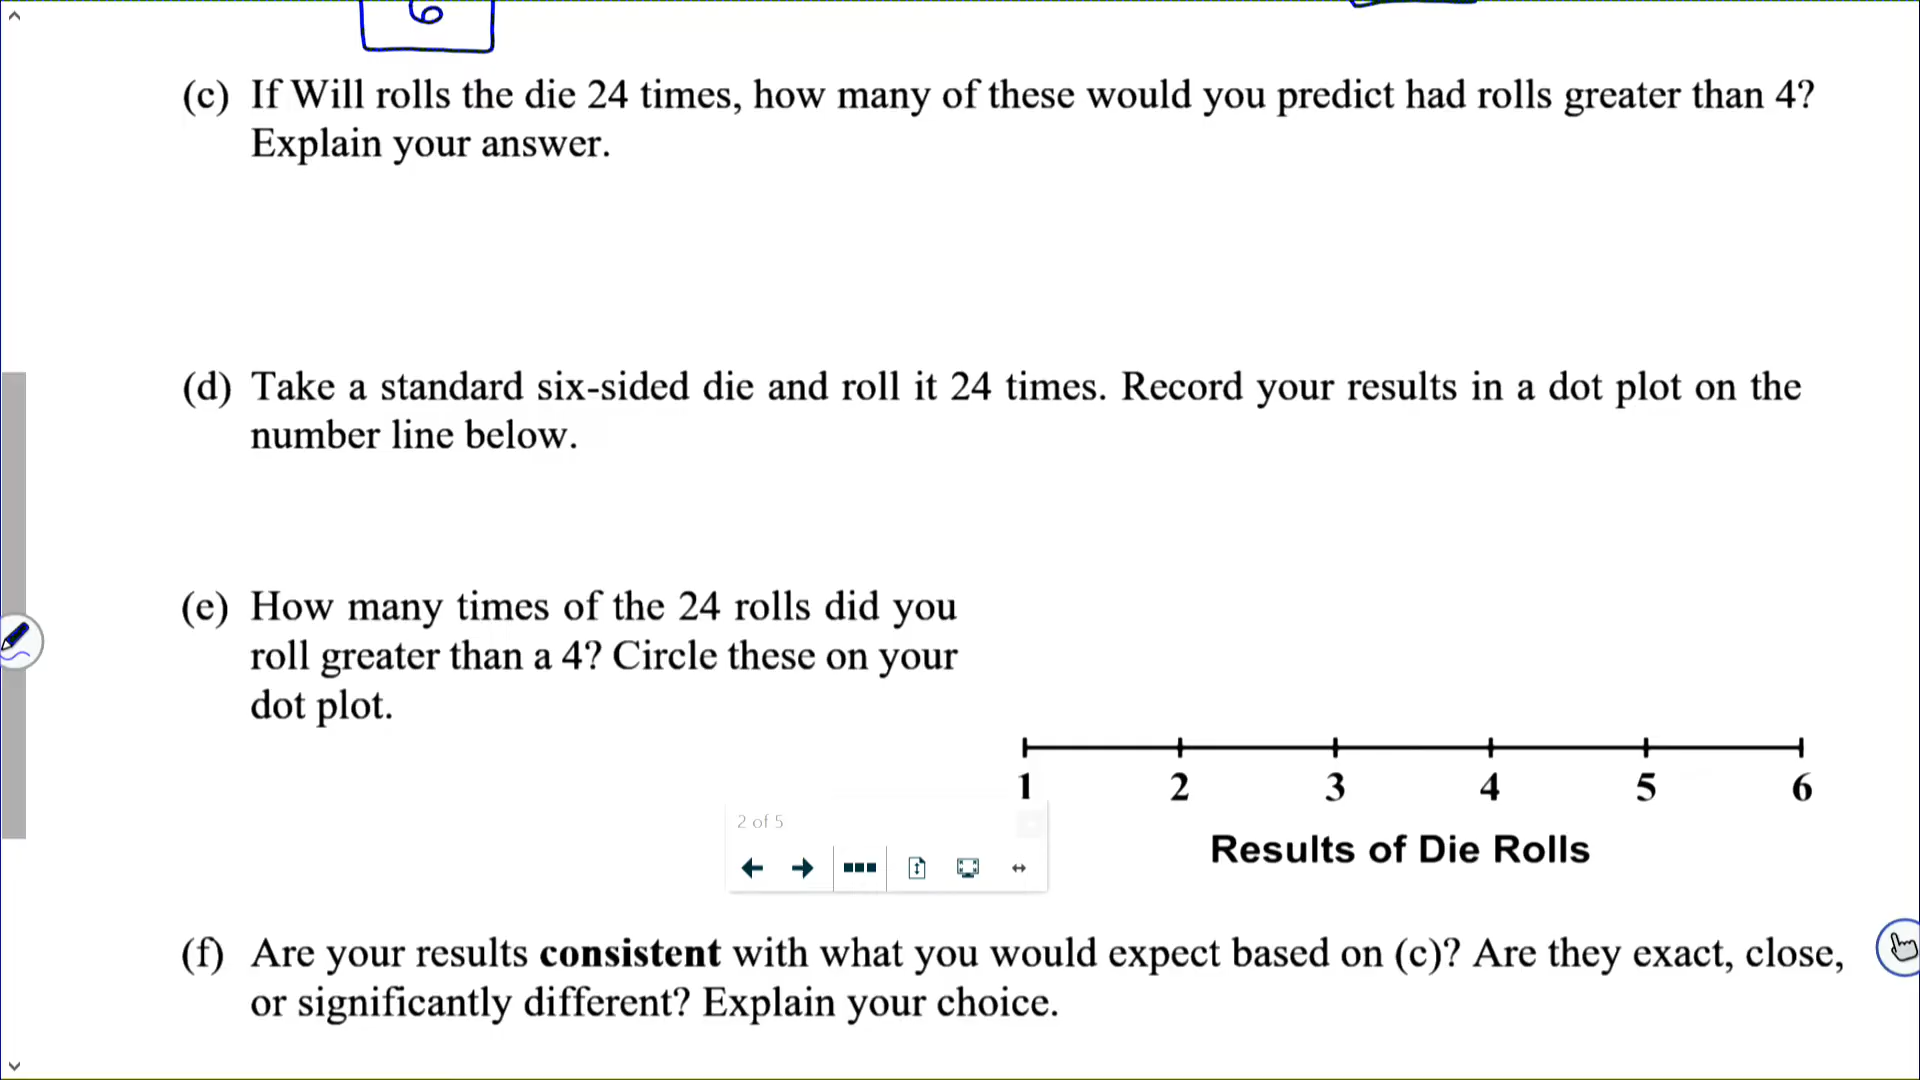 6
(c) If Will rolls the die 24 times, how many of these would you predict had rolls greater than 4?
Explain your answer.
(d) Take a standard six-sided die and roll it 24 times. Record your results in a dot plot on the
number line below.
(e) How many times of the 24 rolls did you
roll greater than a 4? Circle these on your
dot plot.
1 2 3 4 5 6
Results of Die Rolls
2 of 5
(f) Are your results consistent with what you would expect based on (c)? Are they exact, close,
or significantly different? Explain your choice.